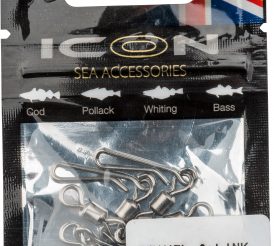 ICON
SEA ACCESSORIES
Cod Pollack Whiting Bass